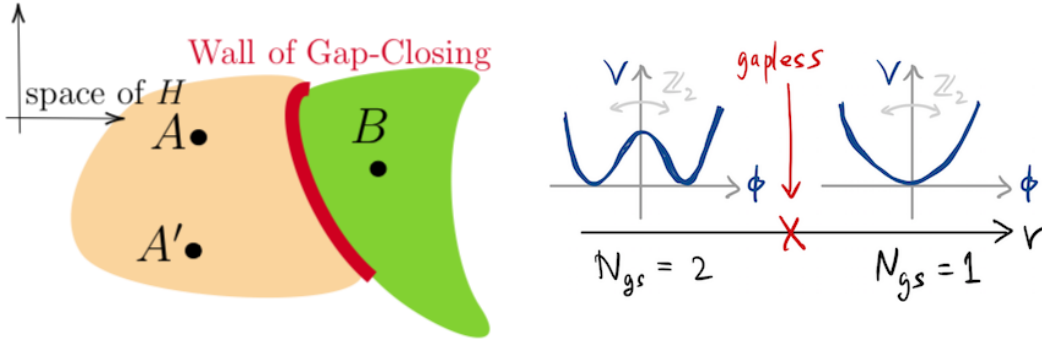 Wall of Gap-Closing
space of H
A
B
A′
V
ℤ₂
ϕ
gapless
V
ℤ₂
ϕ
r
N_gs = 2
N_gs = 1